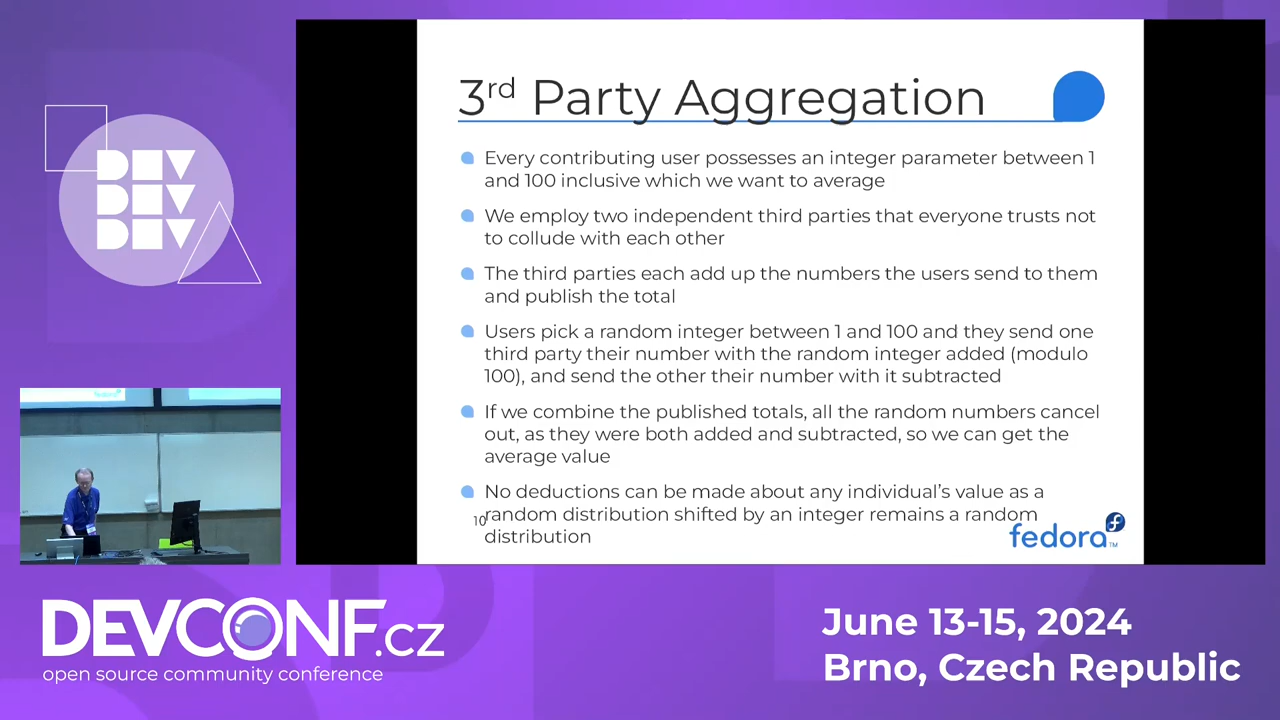 DEV
DEV
DEV
3rd Party Aggregation
Every contributing user possesses an integer parameter between 1
and 100 inclusive which we want to average
We employ two independent third parties that everyone trusts not
to collude with each other
The third parties each add up the numbers the users send to them
and publish the total
Users pick a random integer between 1 and 100 and they send one
third party their number with the random integer added (modulo
100), and send the other their number with it subtracted
If we combine the published totals, all the random numbers cancel
out, as they were both added and subtracted, so we can get the
average value
No deductions can be made about any individual's value as a
random distribution shifted by an integer remains a random
distribution
10
fedora™
DEVCONF.cz
open source community conference
June 13-15, 2024
Brno, Czech Republic